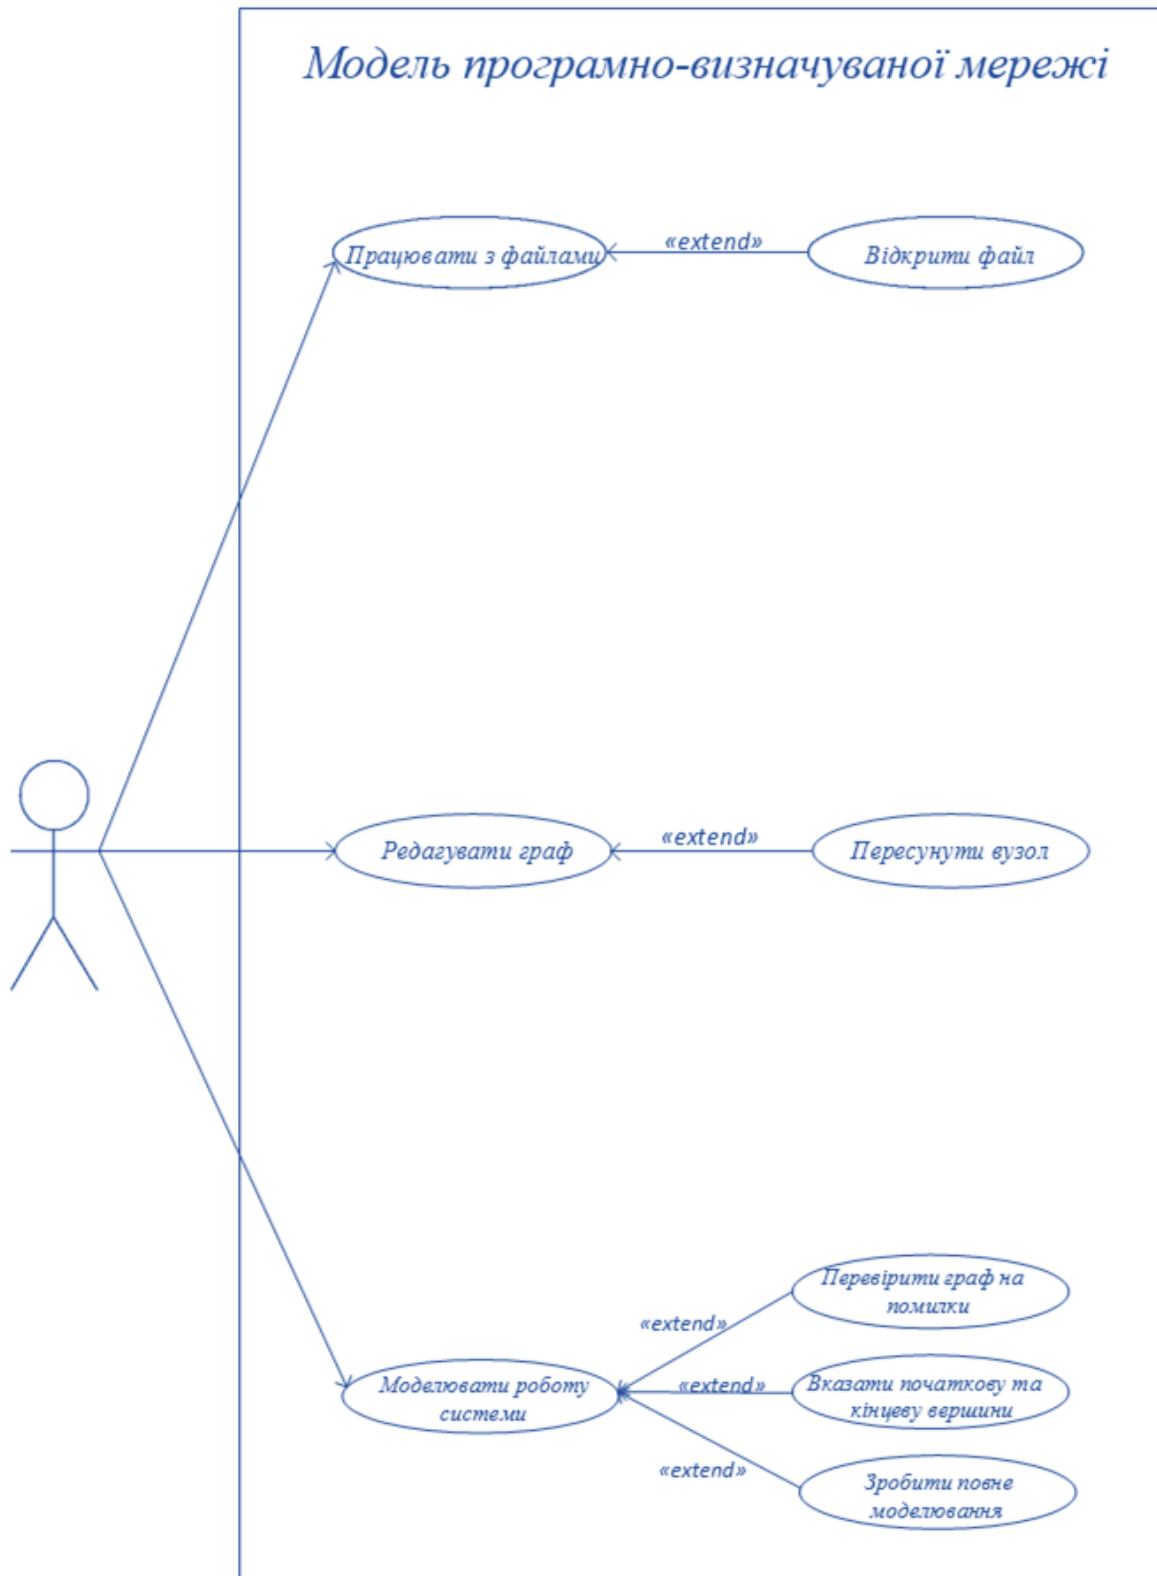 Модель програмно-визначуваної мережі
Працювати з файлами
«extend»
Відкрити файл
Редагувати граф
«extend»
Пересунути вузол
Перевірити граф на
помилки
«extend»
Моделювати роботу
системи
«extend»
Вказати початкову та
кінцеву вершини
«extend»
Зробити повне
моделювання